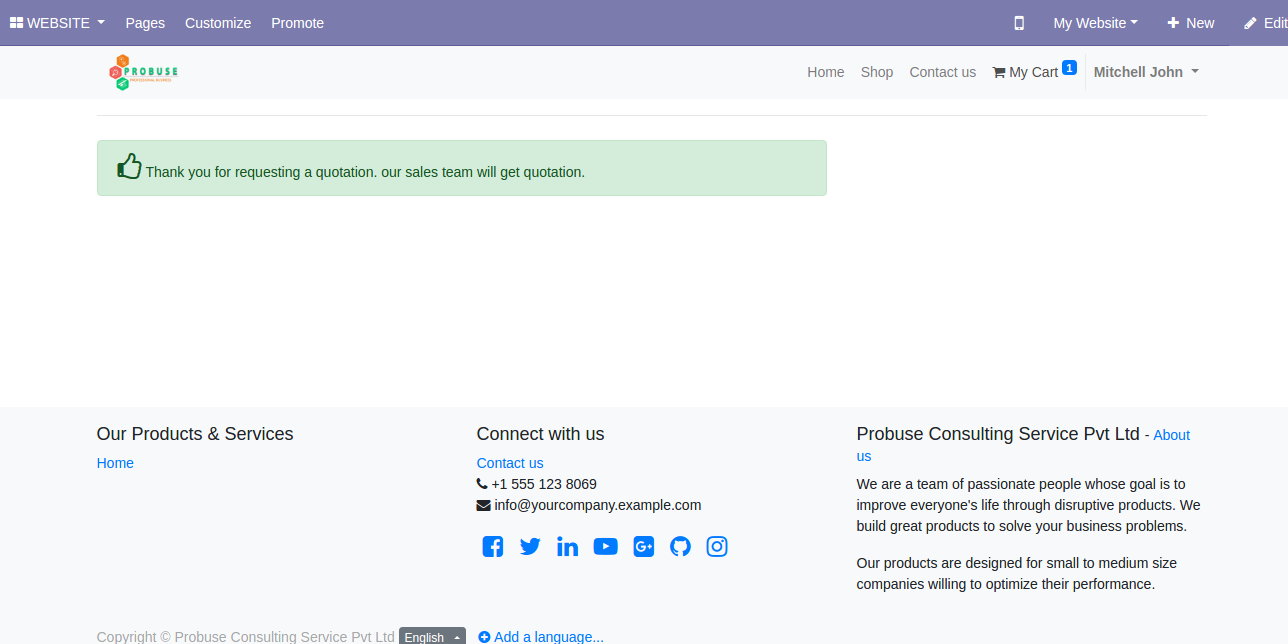 WEBSITE Pages Customize Promote My Website New Edit
PROBUSE
Home Shop Contact us My Cart 1 Mitchell John
Thank you for requesting a quotation. our sales team will get quotation.
Our Products & Services
Home
Connect with us
Contact us
+1 555 123 8069
info@yourcompany.example.com
Probuse Consulting Service Pvt Ltd - About
us
We are a team of passionate people whose goal is to
improve everyone's life through disruptive products. We
build great products to solve your business problems.
Our products are designed for small to medium size
companies willing to optimize their performance.
Copyright © Probuse Consulting Service Pvt Ltd English Add a language...